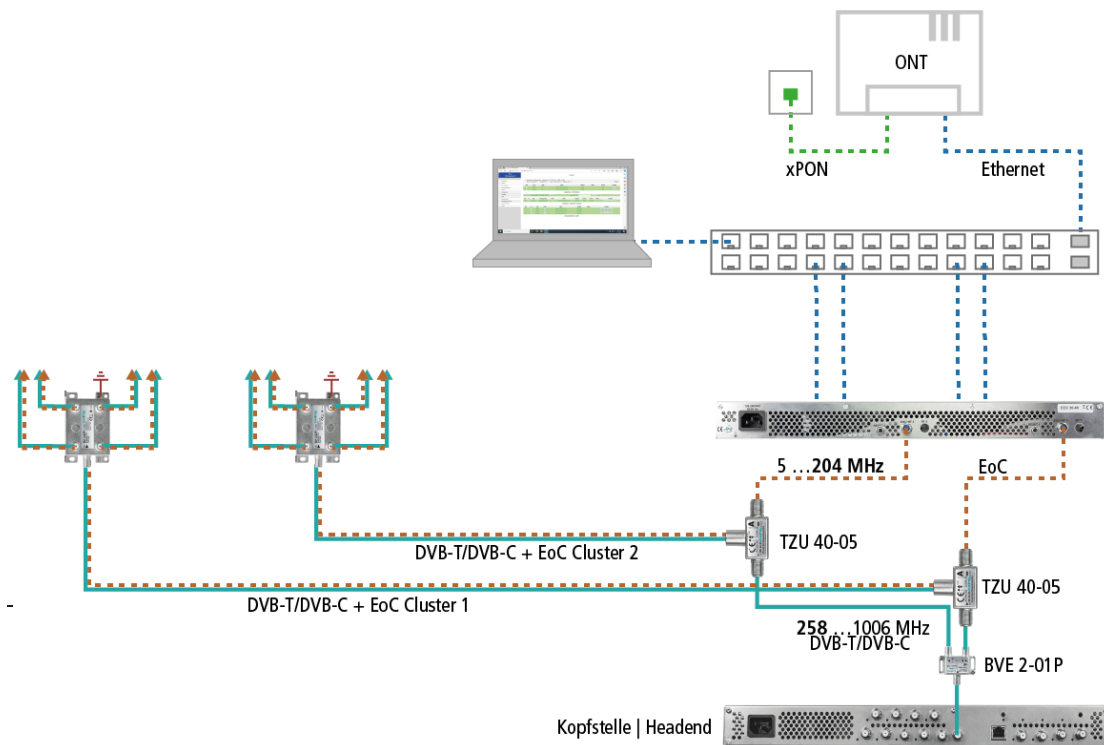 ONT
xPON
Ethernet
5 …204 MHz
EoC
TZU 40-05
DVB-T/DVB-C + EoC Cluster 2
TZU 40-05
DVB-T/DVB-C + EoC Cluster 1
-
258 …1006 MHz
DVB-T/DVB-C
BVE 2-01P
Kopfstelle | Headend